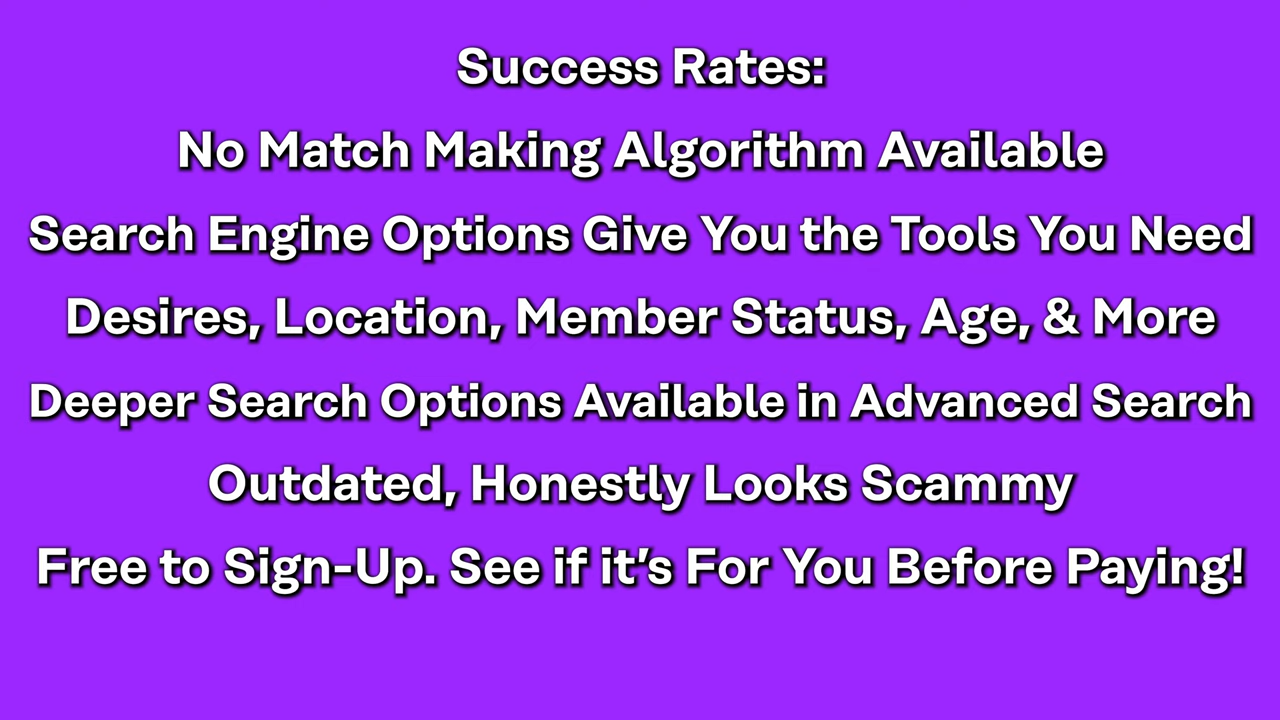 Success Rates:
No Match Making Algorithm Available
Search Engine Options Give You the Tools You Need
Desires, Location, Member Status, Age, & More
Deeper Search Options Available in Advanced Search
Outdated, Honestly Looks Scammy
Free to Sign-Up. See if it’s For You Before Paying!